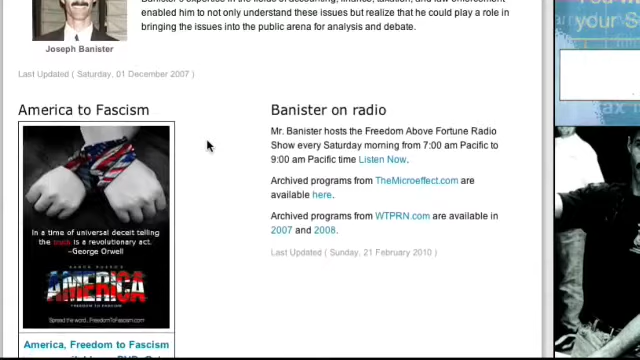 Banister's expertise in the fields of accounting, finance, taxation, and law enforcement
enabled him to not only understand these issues but realize that he could play a role in
bringing the issues into the public arena for analysis and debate.
Joseph Banister
Last Updated ( Saturday, 01 December 2007 )
America to Fascism
In a time of universal deceit telling
the truth is a revolutionary act.
~George Orwell
AMERICA
FREEDOM TO FASCISM
Spread the word. FreedomToFascism.com
America, Freedom to Fascism
Banister on radio
Mr. Banister hosts the Freedom Above Fortune Radio
Show every Saturday morning from 7:00 am Pacific to
9:00 am Pacific time Listen Now.
Archived programs from TheMicroeffect.com are
available here.
Archived programs from WTPRN.com are available in
2007 and 2008.
Last Updated ( Sunday, 21 February 2010 )
your S